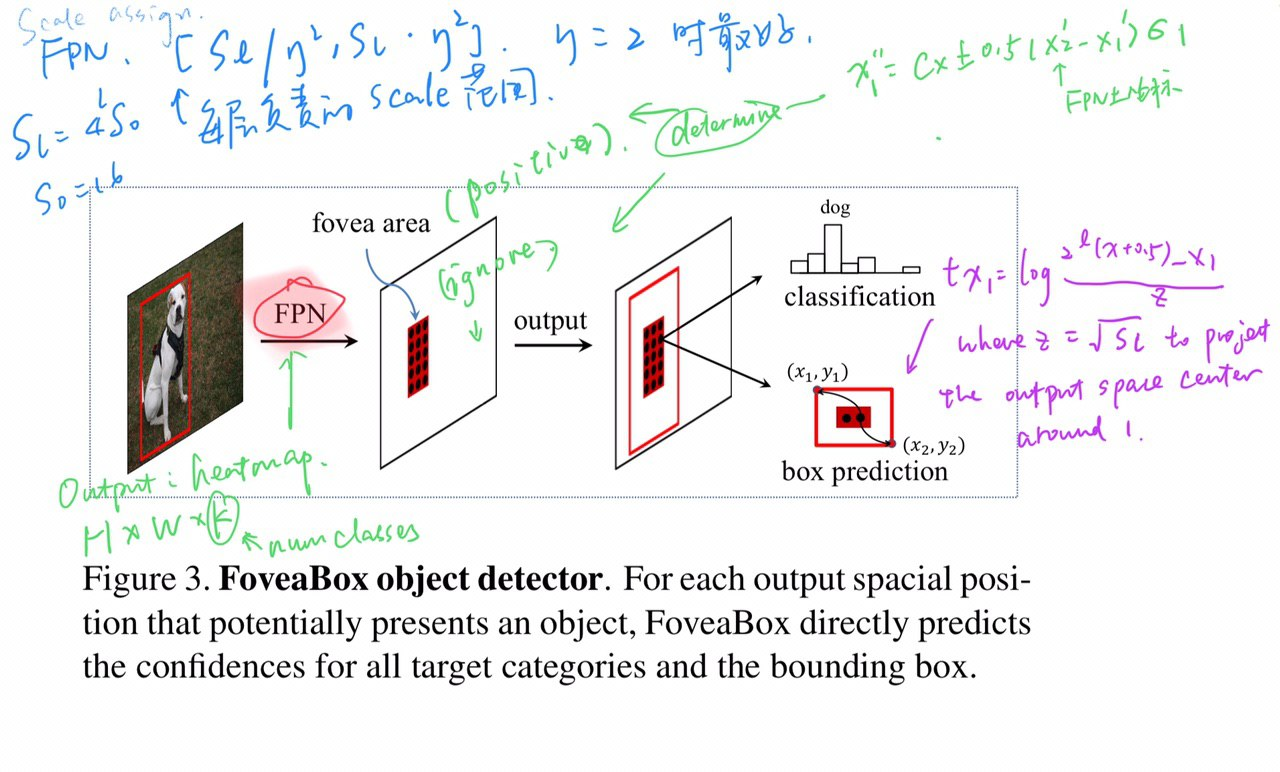 Scale assign.
FPN. [Sl/η², Sl · η²]. η = 2 时最好.
Sl = 4^l S0 ↑ 每层负责的 scale 范围].
S0 = 16
x1'' = Cx ± 0.5 (x2' - x1') σ1
↑
FPN上的坐标
(positive). ← determine
fovea area
(ignore)
FPN
output
dog
classification
(x1, y1)
(x2, y2)
box prediction
tx1 = log 2^l(x+0.5) - x1 / z
where z = √Sl to project
the output space center
around 1.
Output : heatmap.
H × W × K ← num classes
Figure 3. FoveaBox object detector. For each output spacial posi-
tion that potentially presents an object, FoveaBox directly predicts
the confidences for all target categories and the bounding box.